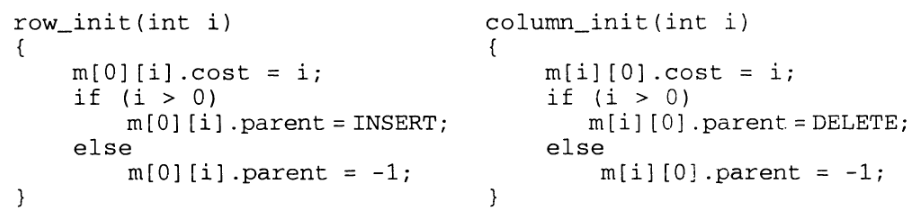 row_init(int i)
{
    m[0][i].cost = i;
    if (i > 0)
        m[0][i].parent = INSERT;
    else
        m[0][i].parent = -1;
}
column_init(int i)
{
    m[i][0].cost = i;
    if (i > 0)
        m[i][0].parent = DELETE;
    else
        m[i][0].parent = -1;
}